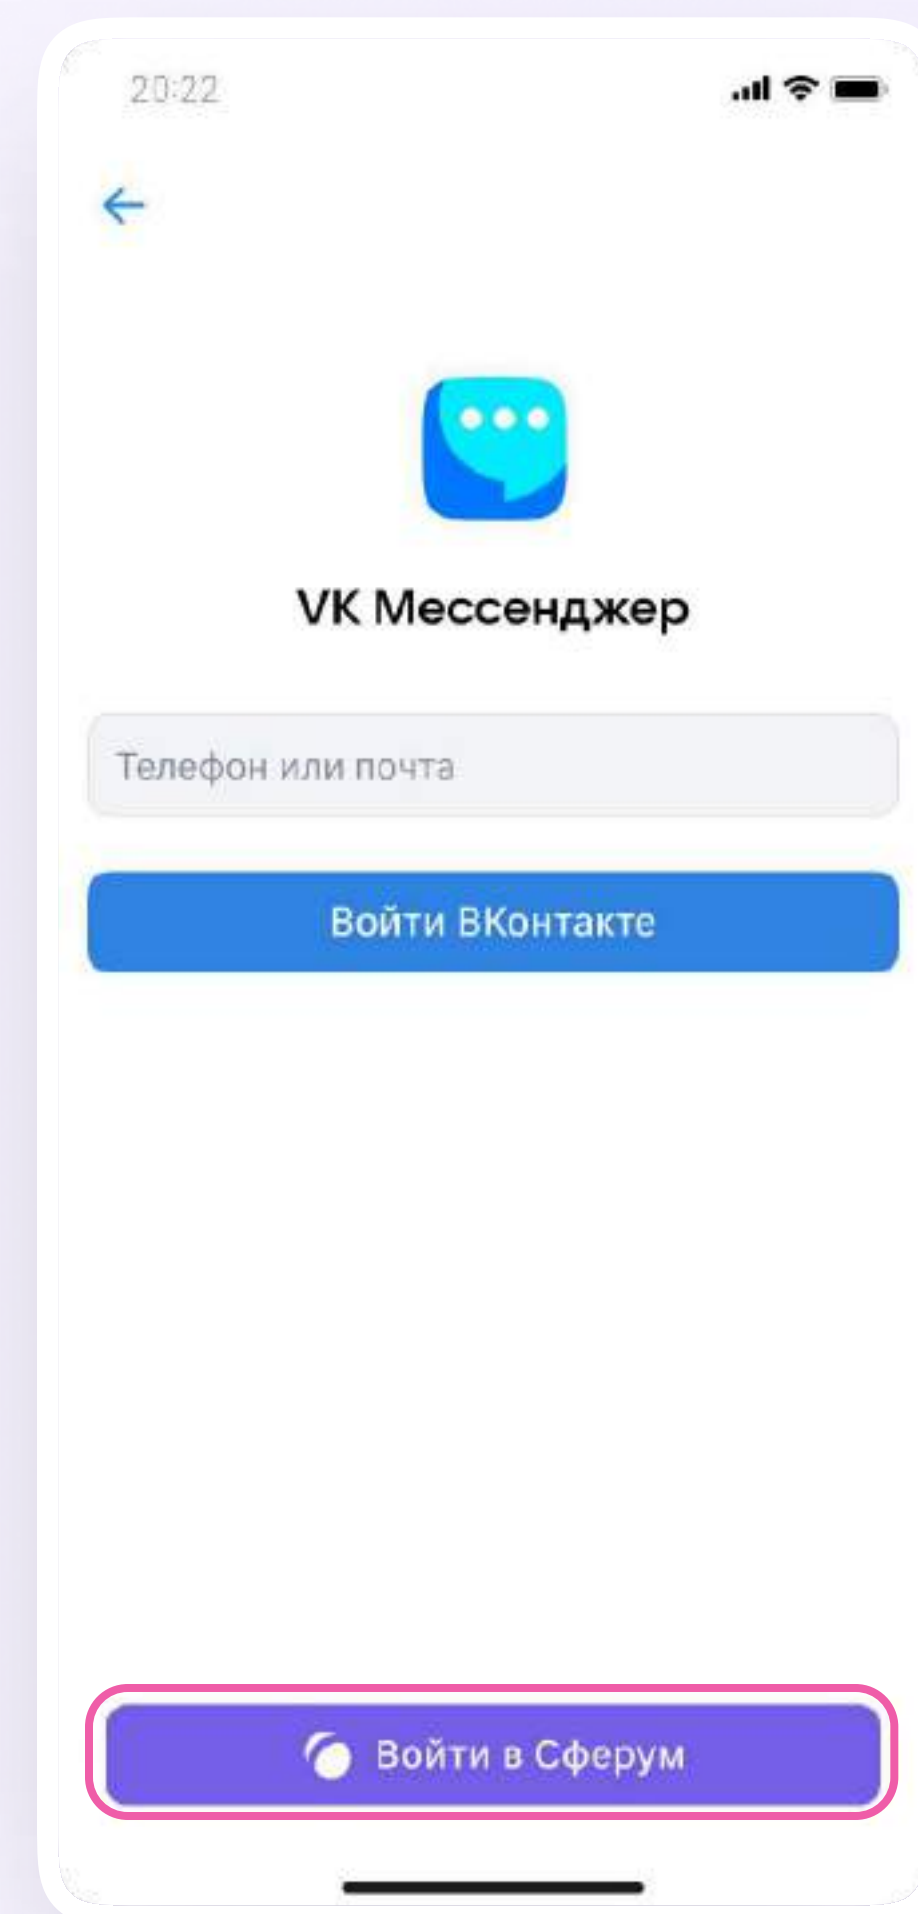 20:22
VK Мессенджер
Телефон или почта
Войти ВКонтакте
Войти в Сферум